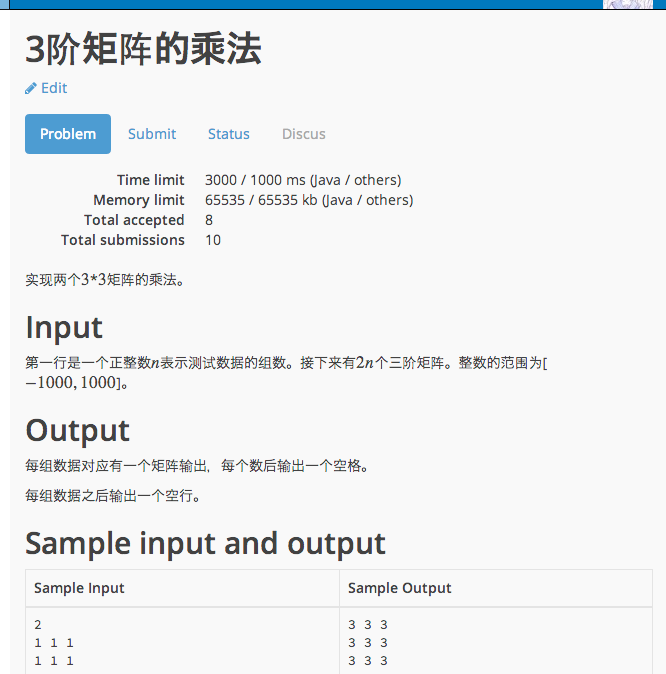 3阶矩阵的乘法
Edit
Problem Submit Status Discus
Time limit 3000 / 1000 ms (Java / others)
Memory limit 65535 / 65535 kb (Java / others)
Total accepted 8
Total submissions 10
实现两个3*3矩阵的乘法。
Input
第一行是一个正整数n表示测试数据的组数。接下来有2n个三阶矩阵。整数的范围为[
−1000, 1000]。
Output
每组数据对应有一个矩阵输出，每个数后输出一个空格。
每组数据之后输出一个空行。
Sample input and output
Sample Input Sample Output
2 3 3 3
1 1 1 3 3 3
1 1 1 3 3 3